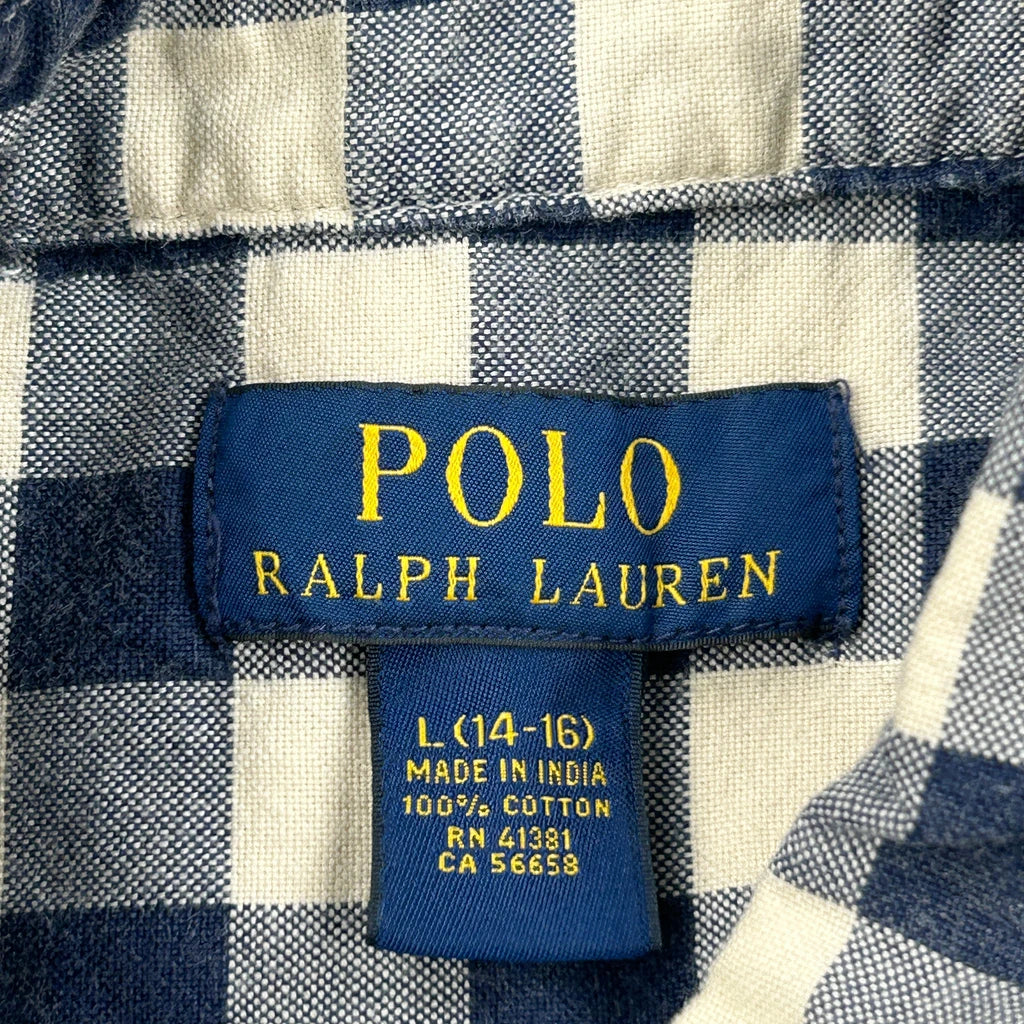 POLO
RALPH LAUREN
L (14-16)
MADE IN INDIA
100% COTTON
RN 41381
CA 56658